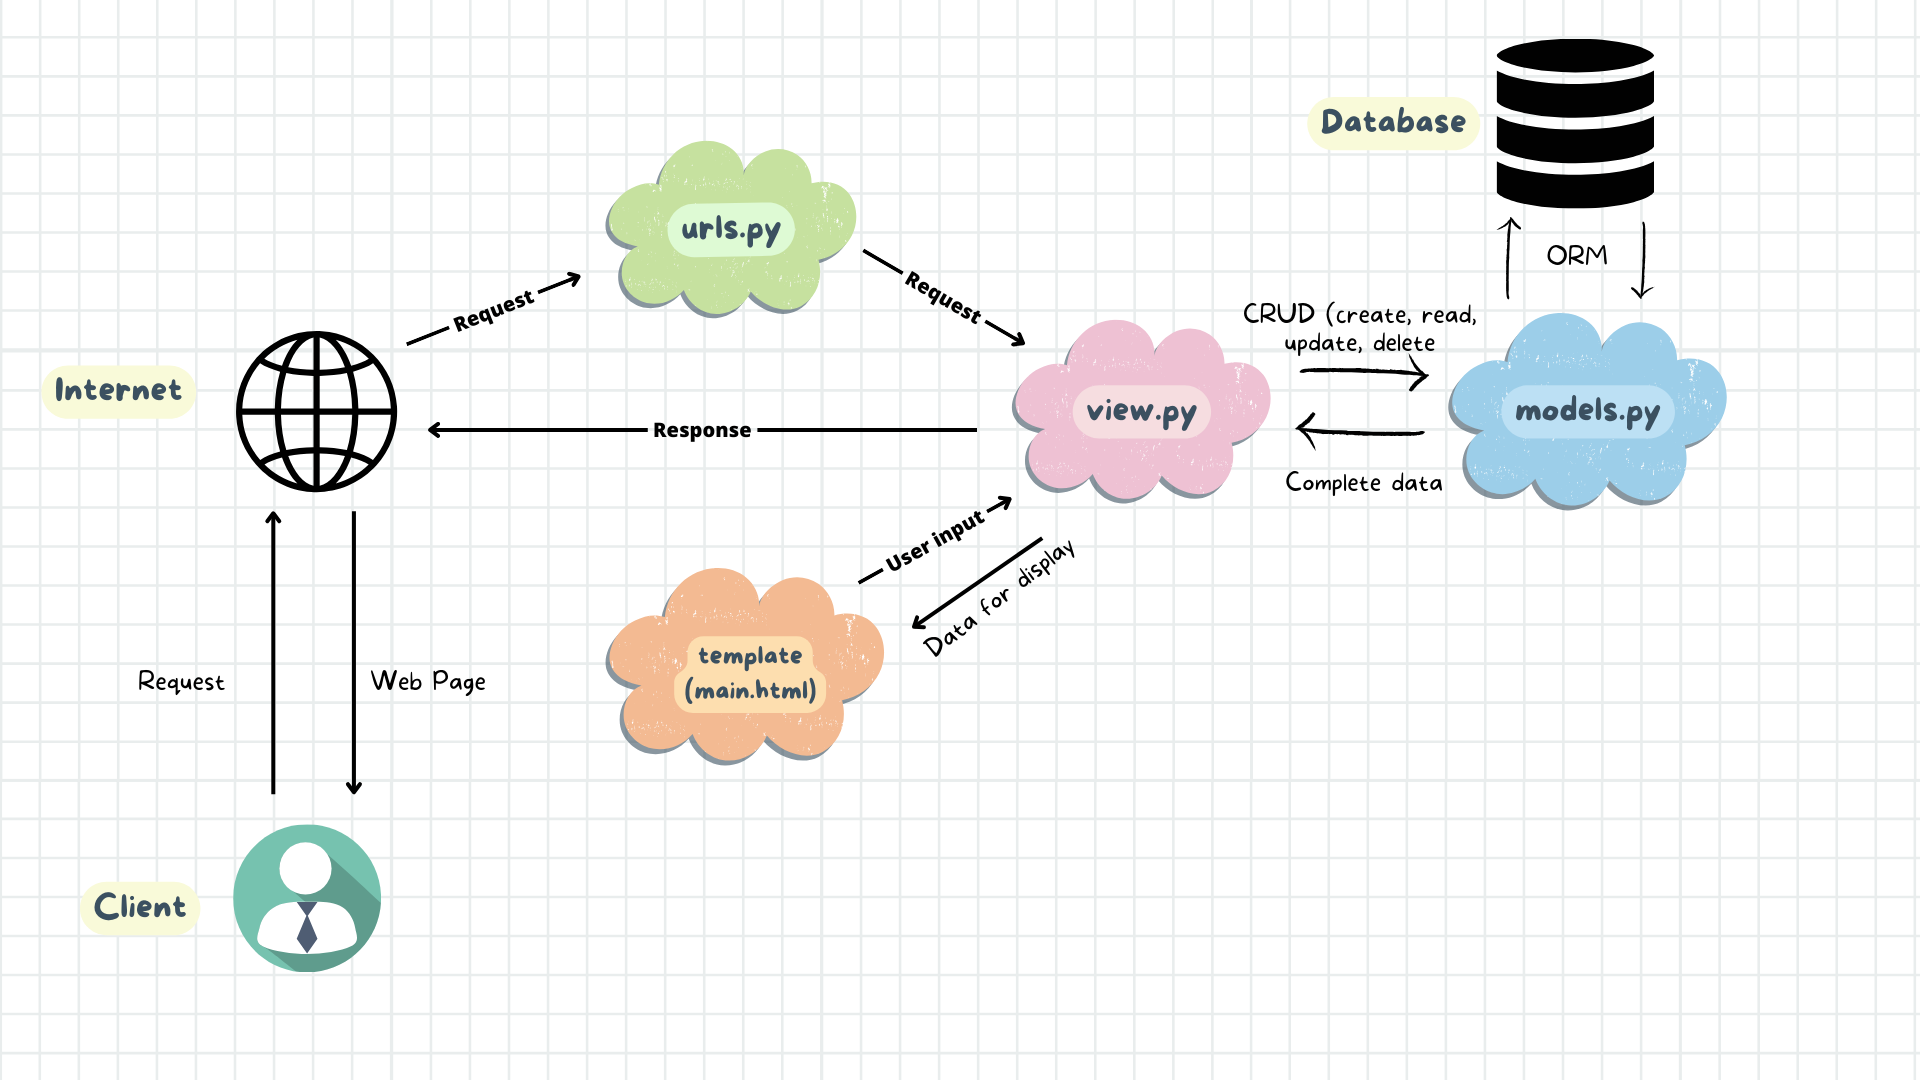 Database
urls.py
ORM
Request
Request
CRUD (create, read,
update, delete
Internet
view.py
models.py
Response
Complete data
User input
Data for display
template
(main.html)
Request
Web Page
Client